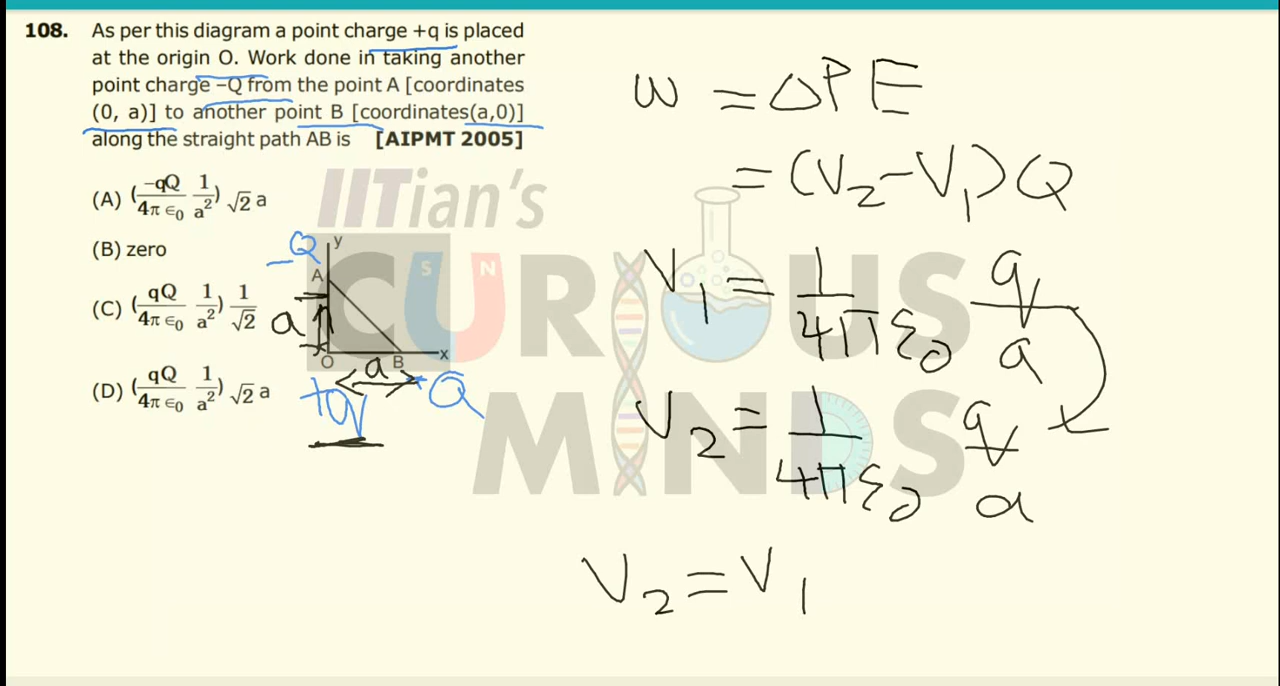 108. As per this diagram a point charge +q is placed
at the origin O. Work done in taking another
point charge –Q from the point A [coordinates
(0, a)] to another point B [coordinates(a,0)]
along the straight path AB is [AIPMT 2005]
(A) (-qQ/4π∈₀ 1/a²) √2 a
(B) zero
(C) (qQ/4π∈₀ 1/a²) 1/√2
(D) (qQ/4π∈₀ 1/a²) √2 a
-Q
y
A
a
O
a
B
x
+q
-Q
W = ΔPE
= (V₂-V₁)Q
V₁ = 1/4πε₀ q/a
V₂ = 1/4πε₀ q/a
V₂ = V₁
IITian's
CURIOUS
S N
MINDS